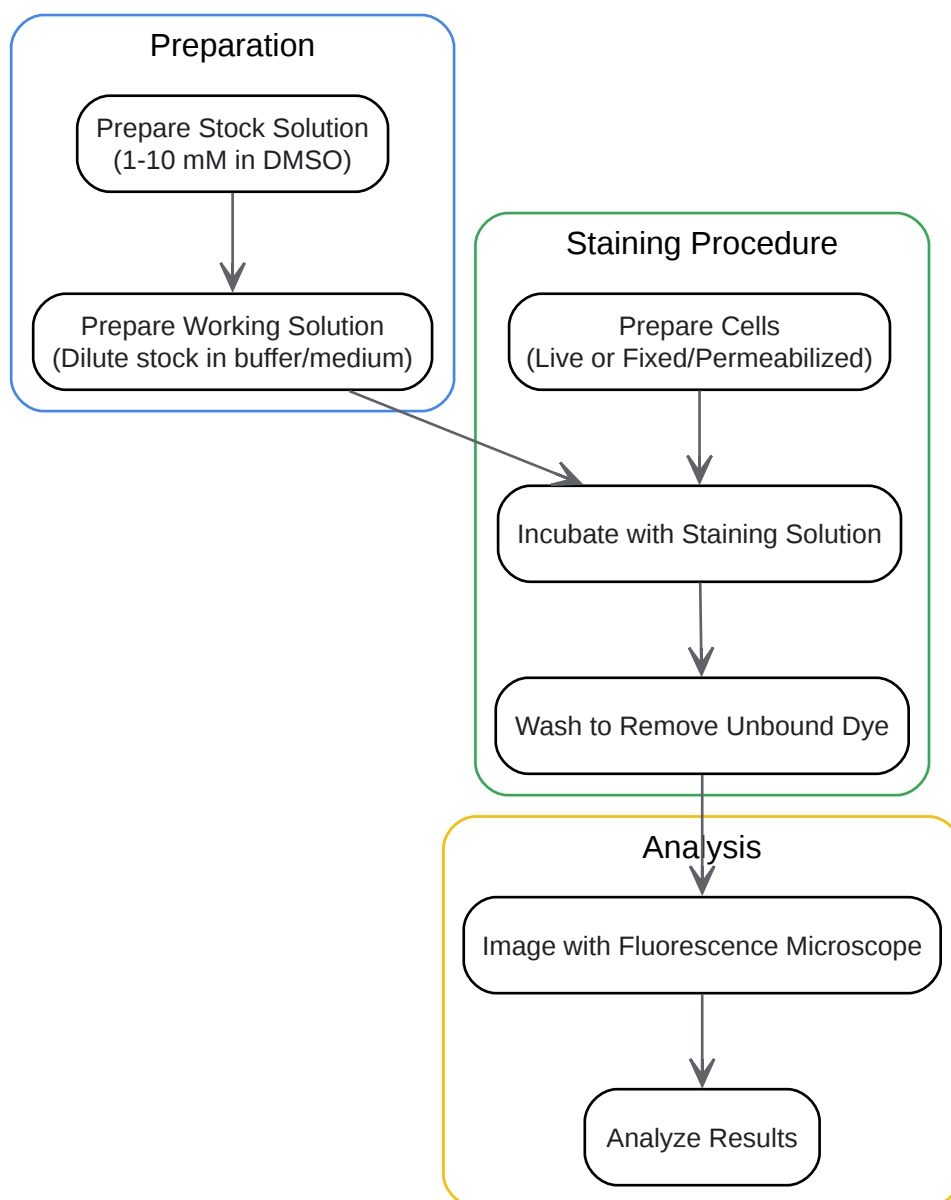 Preparation
Prepare Stock Solution
(1-10 mM in DMSO)
Prepare Working Solution
(Dilute stock in buffer/medium)
Staining Procedure
Prepare Cells
(Live or Fixed/Permeabilized)
Incubate with Staining Solution
Wash to Remove Unbound Dye
Analysis
Image with Fluorescence Microscope
Analyze Results